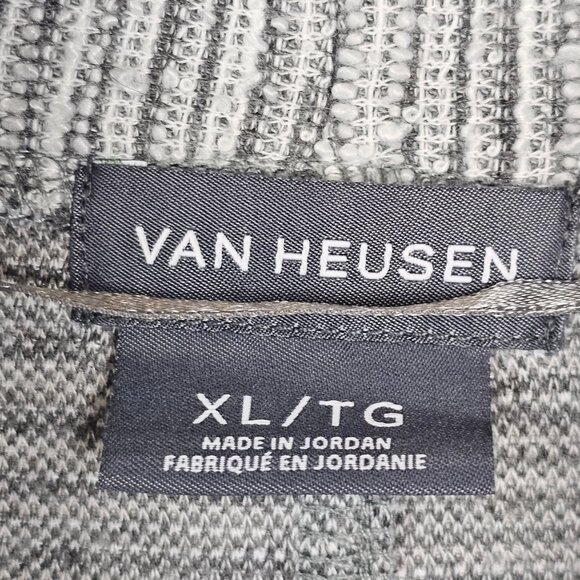 VAN HEUSEN
XL/TG
MADE IN JORDAN
FABRIQUÉ EN JORDANIE